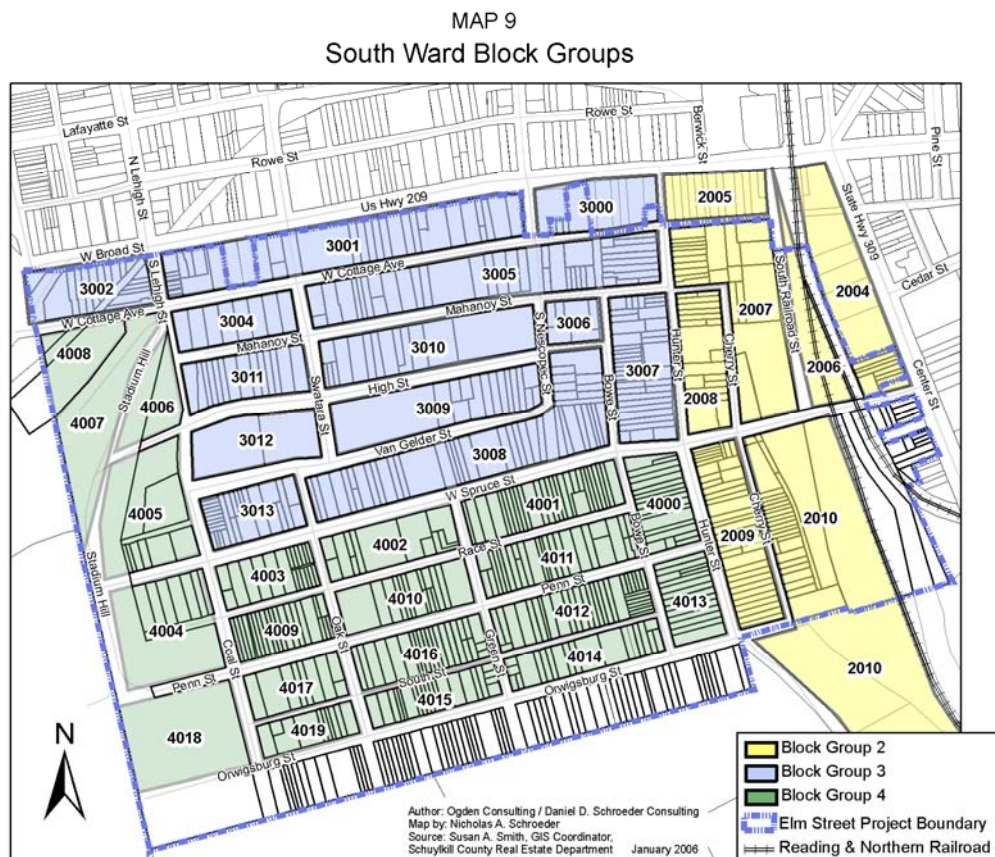 MAP 9
South Ward Block Groups
Lafayatte St
N Lehigh St
Rowe St
Rowe St
Berwick St
Pine St
Us Hwy 209
W Broad St
S Lehigh St
State Hwy 309
Cedar St
Center St
3000
2005
3001
W Cottage Ave
3002
W Cottage Ave
3005
2004
South Railroad St
2007
2006
3004
Mahanoy St
Mahanoy St
3006
S Nescopec St
4008
Stadium Hill
3010
3011
High St
Swatara St
Hunter St
Cherry St
3007
Bowe St
4006
4007
3009
2008
3012
Van Gelder St
3008
W Spruce St
3013
4005
4001
4000
Bowe St
Hunter St
2009
Cherry St
2010
4002
Race St
4003
4011
Stadium Hill
4010
Penn St
4012
4013
4004
4009
Oak St
Green St
Coal St
4016
4014
South St
4017
Penn St
4015
Orwigsburg St
2010
4019
4018
Orwigsburg St
N
Block Group 2
Block Group 3
Block Group 4
Elm Street Project Boundary
Reading & Northern Railroad
Author: Ogden Consulting / Daniel D. Schroeder Consulting
Map by: Nicholas A. Schroeder
Source: Susan A. Smith, GIS Coordinator,
Schuylkill County Real Estate Department January 2006